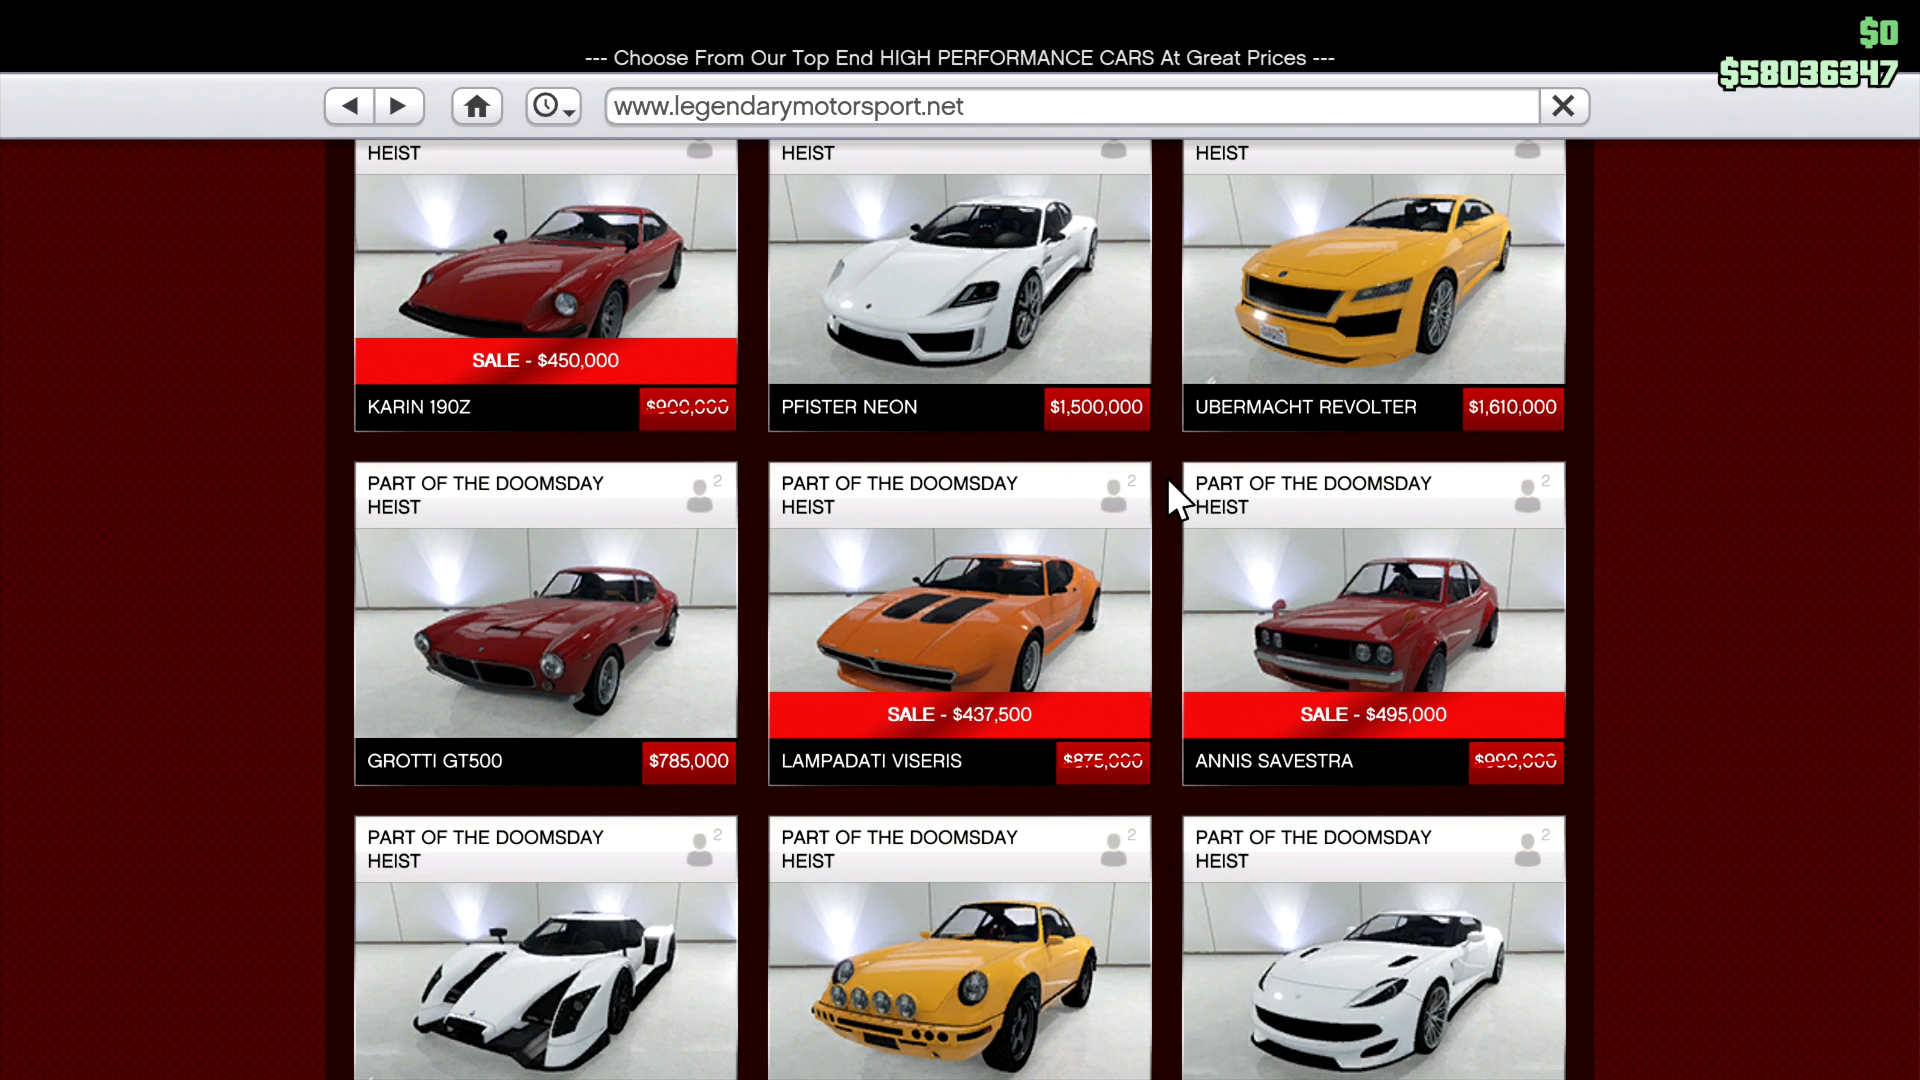 $0
--- Choose From Our Top End HIGH PERFORMANCE CARS At Great Prices ---
$58036347
www.legendarymotorsport.net
HEIST
HEIST
HEIST
SALE - $450,000
KARIN 190Z
$900,000
PFISTER NEON
$1,500,000
UBERMACHT REVOLTER
$1,610,000
PART OF THE DOOMSDAY
HEIST
2
PART OF THE DOOMSDAY
HEIST
2
PART OF THE DOOMSDAY
HEIST
2
GROTTI GT500
$785,000
SALE - $437,500
LAMPADATI VISERIS
$875,000
SALE - $495,000
ANNIS SAVESTRA
$990,000
PART OF THE DOOMSDAY
HEIST
2
PART OF THE DOOMSDAY
HEIST
2
PART OF THE DOOMSDAY
HEIST
2